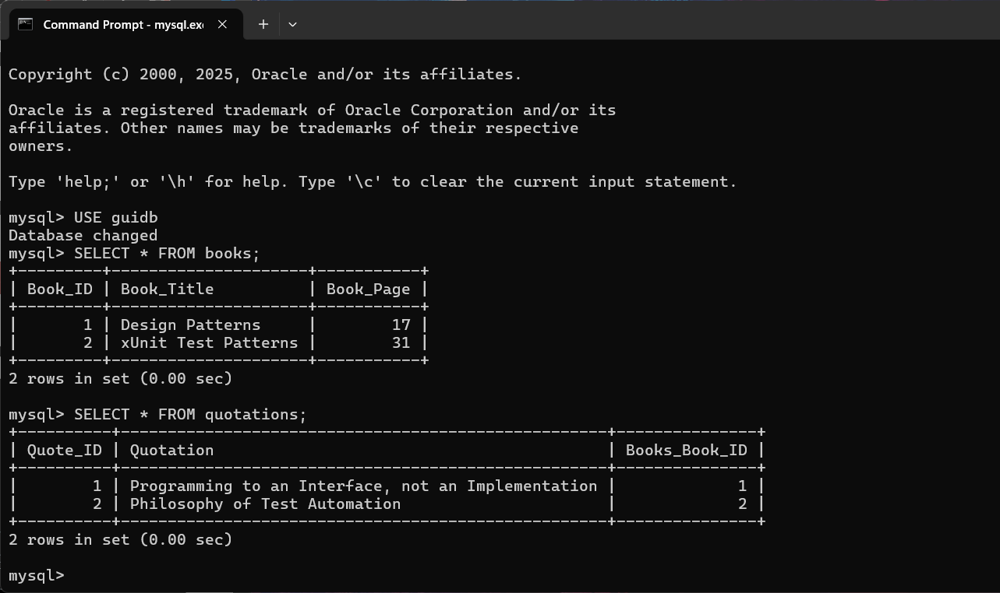 Command Prompt - mysql.exe
Copyright (c) 2000, 2025, Oracle and/or its affiliates.
Oracle is a registered trademark of Oracle Corporation and/or its
affiliates. Other names may be trademarks of their respective
owners.
Type 'help;' or '\h' for help. Type '\c' to clear the current input statement.
mysql> USE guidb
Database changed
mysql> SELECT * FROM books;
+---------+---------------------+-----------+
| Book_ID | Book_Title          | Book_Page |
+---------+---------------------+-----------+
|       1 | Design Patterns     |        17 |
|       2 | xUnit Test Patterns |        31 |
+---------+---------------------+-----------+
2 rows in set (0.00 sec)
mysql> SELECT * FROM quotations;
+----------+----------------------------------------------------+---------------+
| Quote_ID | Quotation                                          | Books_Book_ID |
+----------+----------------------------------------------------+---------------+
|        1 | Programming to an Interface, not an Implementation |             1 |
|        2 | Philosophy of Test Automation                      |             2 |
+----------+----------------------------------------------------+---------------+
2 rows in set (0.00 sec)
mysql>